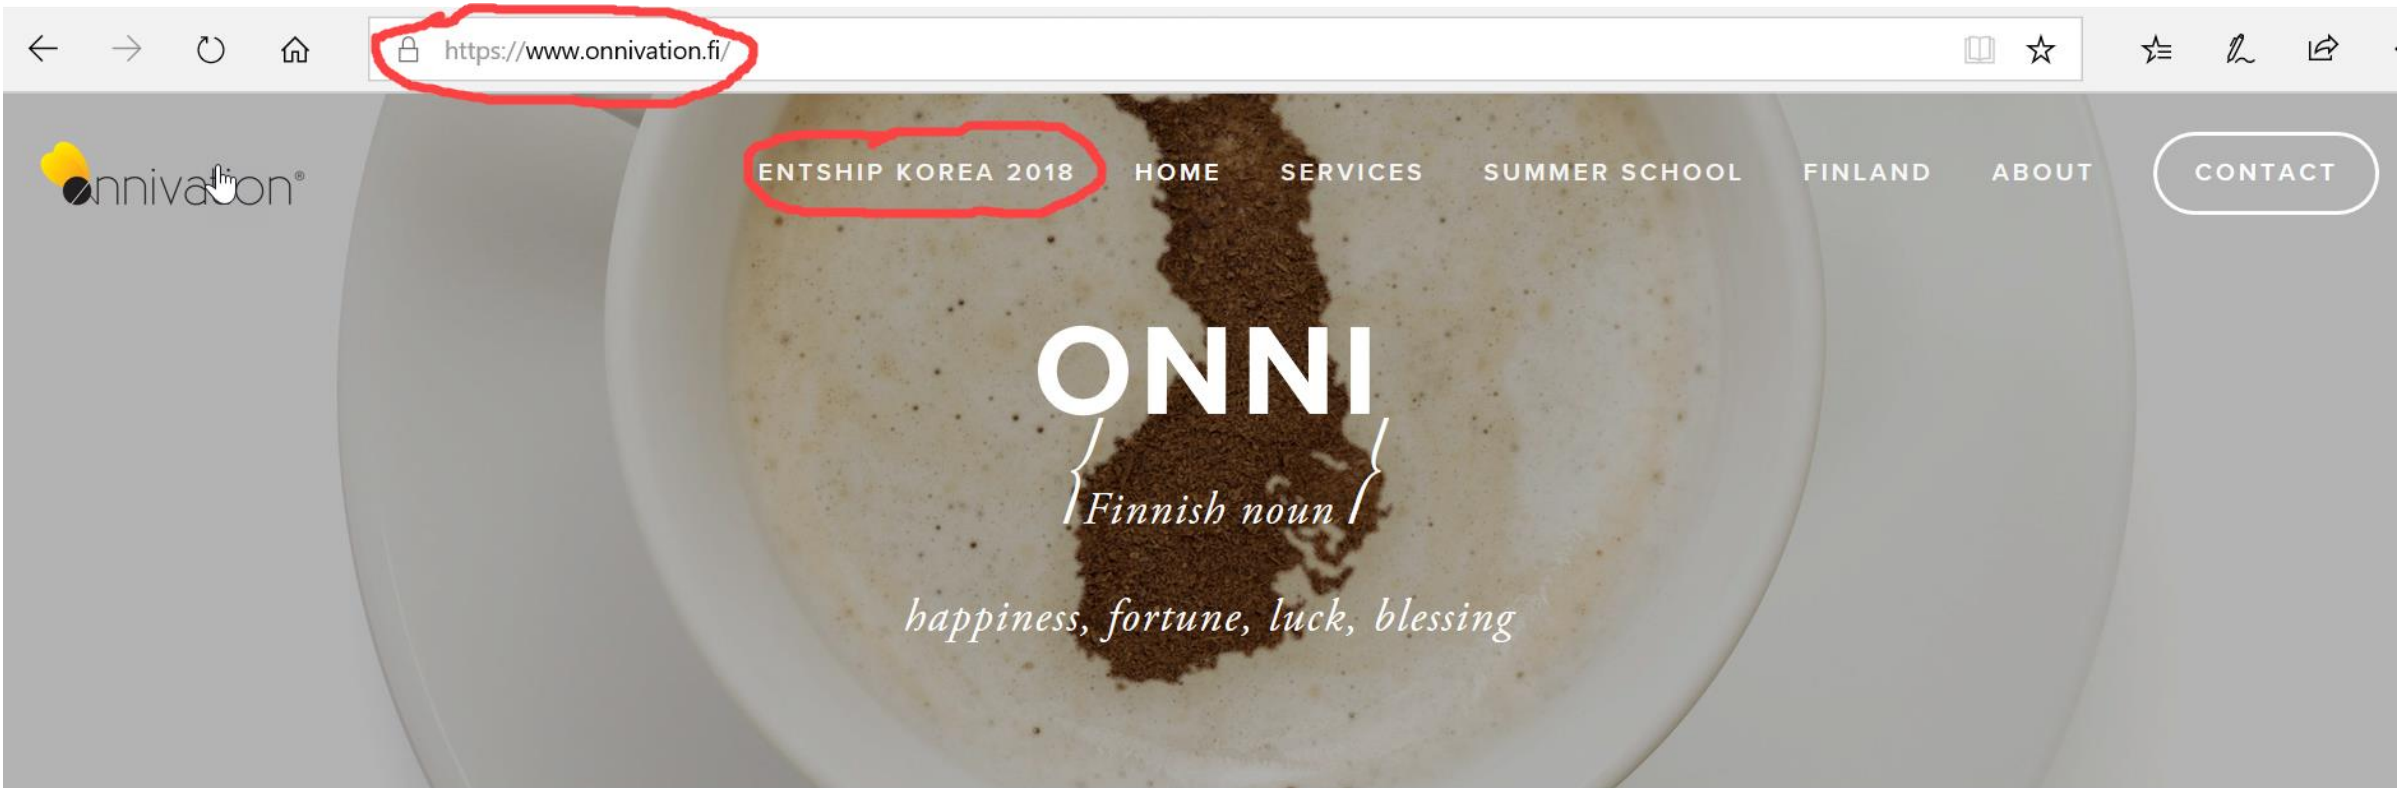 https://www.onnivation.fi/
onnivation®
ENTSHIP KOREA 2018 HOME SERVICES SUMMER SCHOOL FINLAND ABOUT CONTACT
ONNI
{Finnish noun}
happiness, fortune, luck, blessing